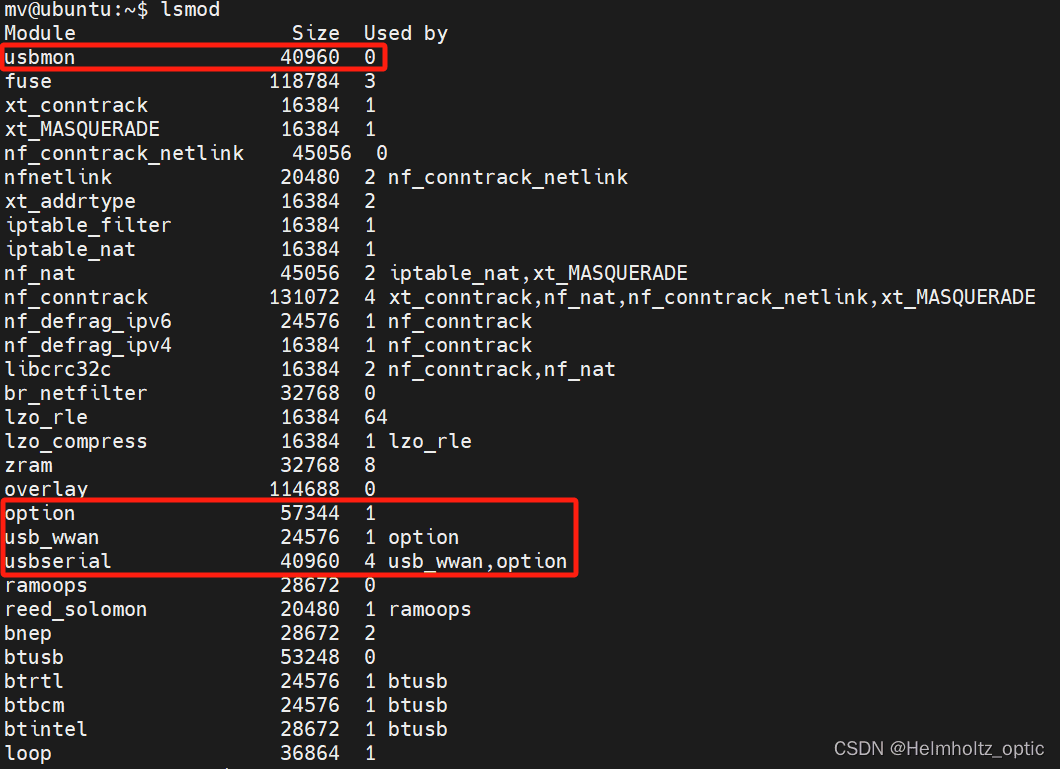 mv@ubuntu:~$ lsmod
Module                  Size  Used by
usbmon                 40960  0
fuse                  118784  3
xt_conntrack           16384  1
xt_MASQUERADE          16384  1
nf_conntrack_netlink    45056  0
nfnetlink              20480  2 nf_conntrack_netlink
xt_addrtype            16384  2
iptable_filter         16384  1
iptable_nat            16384  1
nf_nat                 45056  2 iptable_nat,xt_MASQUERADE
nf_conntrack          131072  4 xt_conntrack,nf_nat,nf_conntrack_netlink,xt_MASQUERADE
nf_defrag_ipv6         24576  1 nf_conntrack
nf_defrag_ipv4         16384  1 nf_conntrack
libcrc32c              16384  2 nf_conntrack,nf_nat
br_netfilter           32768  0
lzo_rle                16384  64
lzo_compress           16384  1 lzo_rle
zram                   32768  8
overlay               114688  0
option                 57344  1
usb_wwan               24576  1 option
usbserial              40960  4 usb_wwan,option
ramoops                28672  0
reed_solomon           20480  1 ramoops
bnep                   28672  2
btusb                  53248  0
btrtl                  24576  1 btusb
btbcm                  24576  1 btusb
btintel                28672  1 btusb
loop                   36864  1
CSDN @Helmholtz_optic